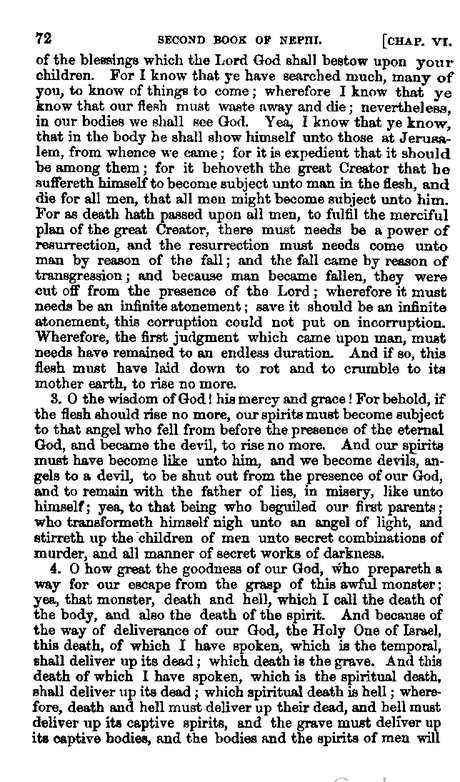 72 SECOND BOOK OF NEPHI. [CHAP. VI.
of the blessings which the Lord God shall bestow upon your
children. For I know that ye have searched much, many of
you, to know of things to come; wherefore I know that ye
know that our flesh must waste away and die; nevertheless,
in our bodies we shall see God. Yea, I know that ye know,
that in the body he shall show himself unto those at Jerusa-
lem, from whence we came; for it is expedient that it should
be among them; for it behoveth the great Creator that he
suffereth himself to become subject unto man in the flesh, and
die for all men, that all men might become subject unto him.
For as death hath passed upon all men, to fulfil the merciful
plan of the great Creator, there must needs be a power of
resurrection, and the resurrection must needs come unto
man by reason of the fall; and the fall came by reason of
transgression; and because man became fallen, they were
cut off from the presence of the Lord; wherefore it must
needs be an infinite atonement; save it should be an infinite
atonement, this corruption could not put on incorruption.
Wherefore, the first judgment which came upon man, must
needs have remained to an endless duration. And if so, this
flesh must have laid down to rot and to crumble to its
mother earth, to rise no more.
3. O the wisdom of God! his mercy and grace! For behold, if
the flesh should rise no more, our spirits must become subject
to that angel who fell from before the presence of the eternal
God, and became the devil, to rise no more. And our spirits
must have become like unto him, and we become devils, an-
gels to a devil, to be shut out from the presence of our God,
and to remain with the father of lies, in misery, like unto
himself; yea, to that being who beguiled our first parents;
who transformeth himself nigh unto an angel of light, and
stirreth up the children of men unto secret combinations of
murder, and all manner of secret works of darkness.
4. O how great the goodness of our God, who prepareth a
way for our escape from the grasp of this awful monster;
yea, that monster, death and hell, which I call the death of
the body, and also the death of the spirit. And because of
the way of deliverance of our God, the Holy One of Israel,
this death, of which I have spoken, which is the temporal,
shall deliver up its dead; which death is the grave. And this
death of which I have spoken, which is the spiritual death,
shall deliver up its dead; which spiritual death is hell; where-
fore, death and hell must deliver up their dead, and hell must
deliver up its captive spirits, and the grave must deliver up
its captive bodies, and the bodies and the spirits of men will